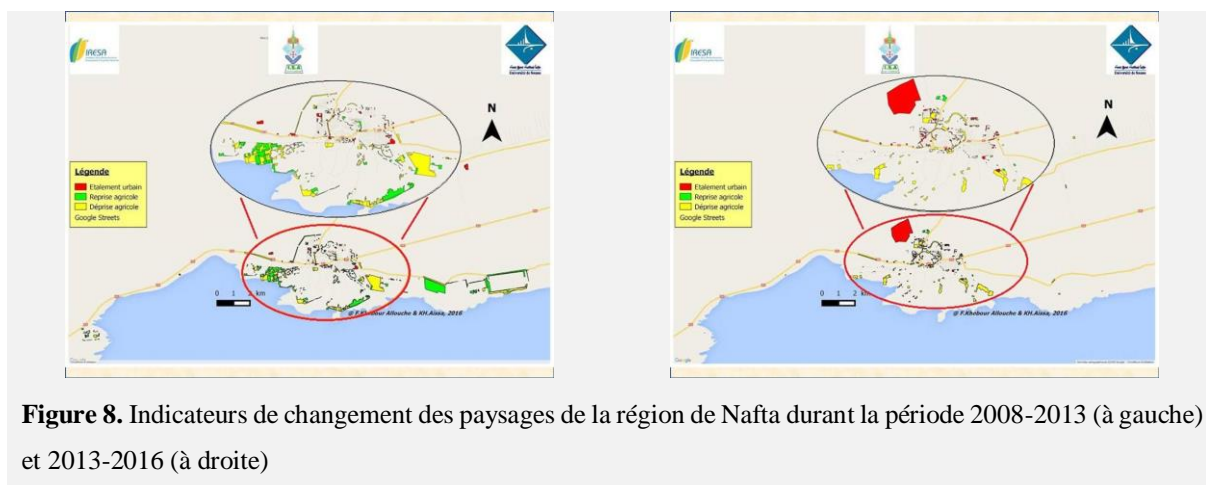 IRESA
N
Légende
Etalement urbain
Reprise agricole
Déprise agricole
Google Streets
0 1 2 km
@ F.Khebour Allouche & KH.Aissa, 2016
IRESA
N
Légende
Etalement urbain
Reprise agricole
Déprise agricole
Google Streets
0 1 2 km
@ F.Khebour Allouche & KH.Aissa, 2016
Figure 8. Indicateurs de changement des paysages de la région de Nafta durant la période 2008-2013 (à gauche)
et 2013-2016 (à droite)